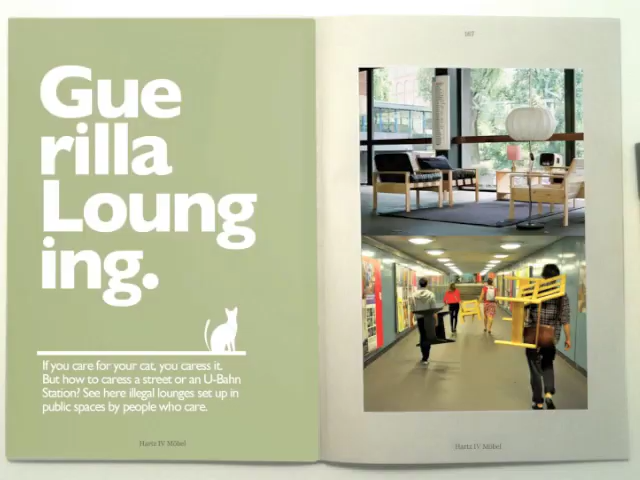 Gue
rilla
Loung
ing.
If you care for your cat, you caress it.
But how to caress a street or an U-Bahn
Station? See here illegal lounges set up in
public spaces by people who care.
Hartz IV Möbel
Hartz IV Möbel